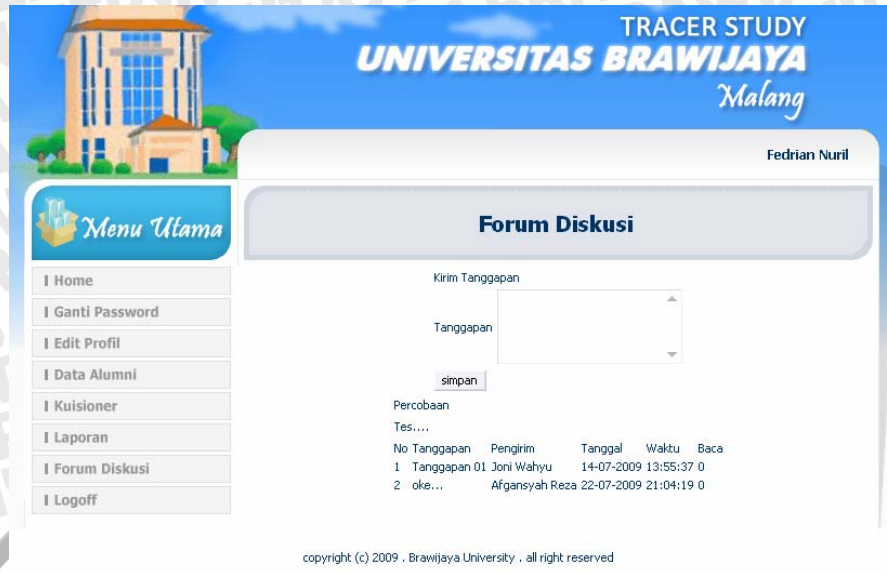 TRACER STUDY
UNIVERSITAS BRAWIJAYA
Malang
Fedrian Nuril
Menu Utama
Home
Ganti Password
Edit Profil
Data Alumni
Kuisioner
Laporan
Forum Diskusi
Logoff
Forum Diskusi
Kirim Tanggapan
Tanggapan
simpan
Percobaan
Tes....
No Tanggapan Pengirim Tanggal Waktu Baca
1 Tanggapan 01 Joni Wahyu 14-07-2009 13:55:37 0
2 oke... Afgansyah Reza 22-07-2009 21:04:19 0
copyright (c) 2009 . Brawijaya University . all right reserved